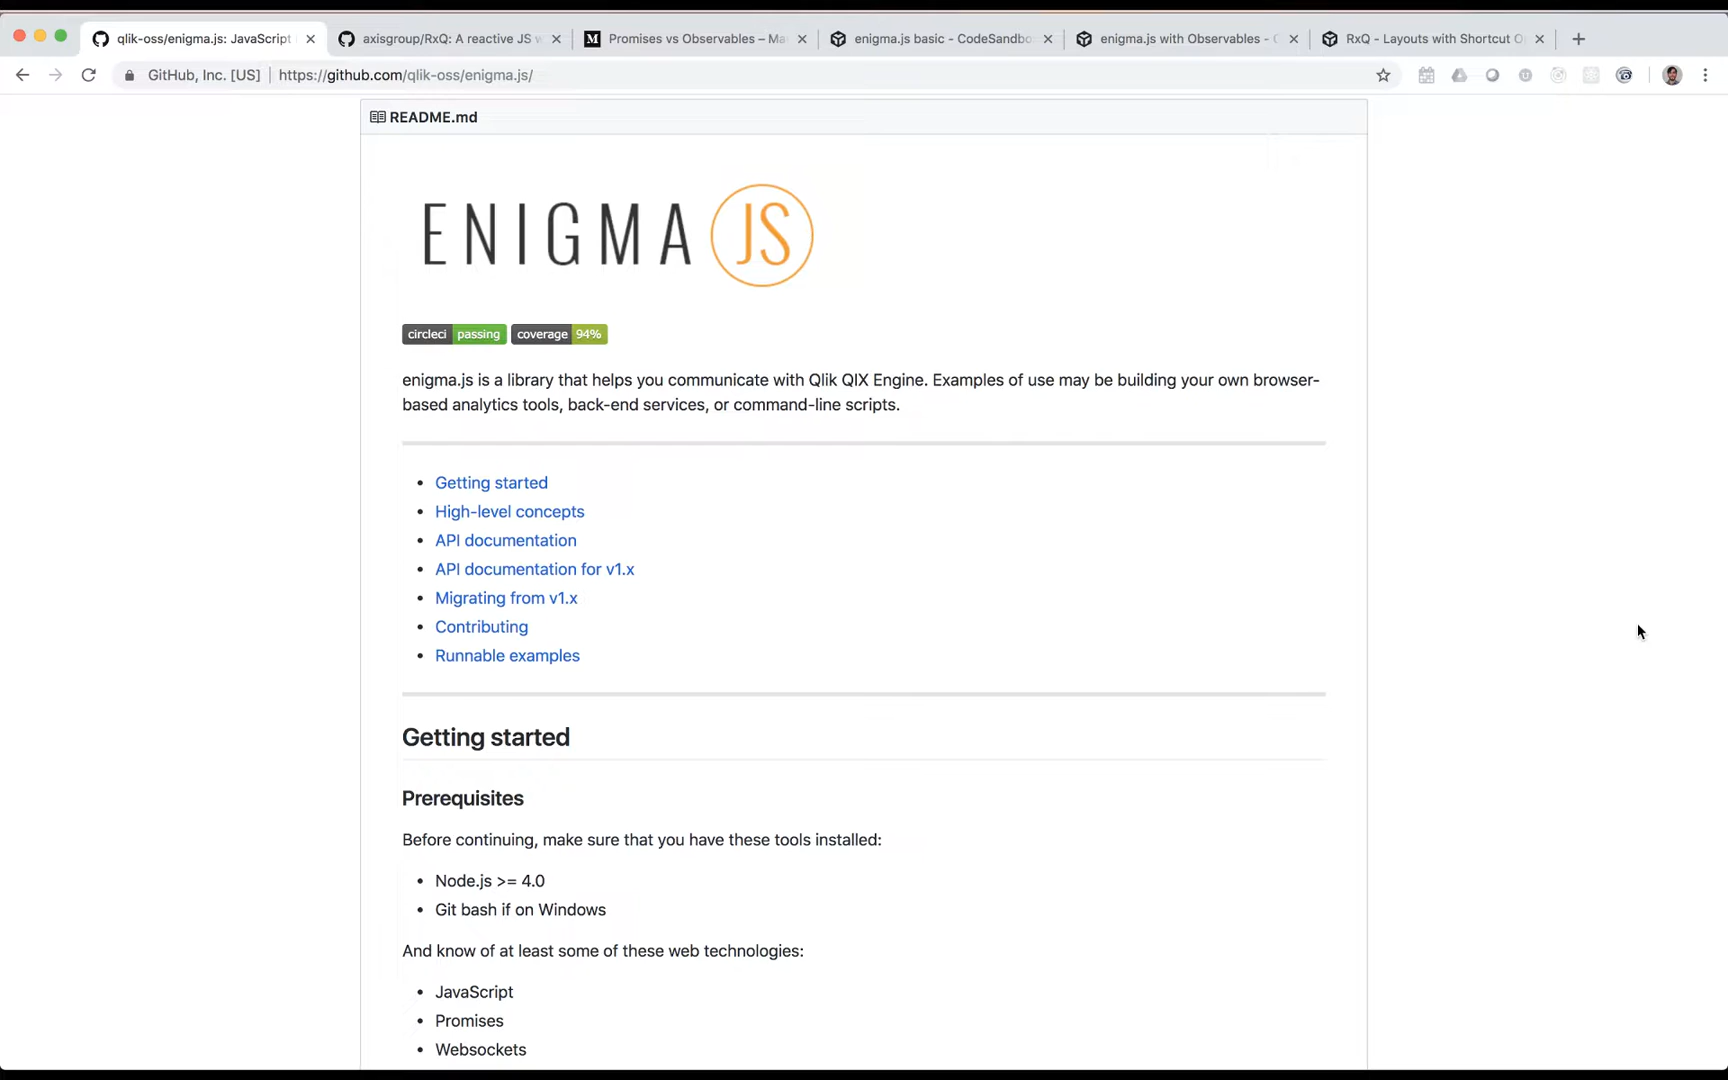 qlik-oss/enigma.js: JavaScript
axisgroup/RxQ: A reactive JS w
Promises vs Observables – Ma
enigma.js basic - CodeSandbo
enigma.js with Observables - C
RxQ - Layouts with Shortcut O
GitHub, Inc. [US] | https://github.com/qlik-oss/enigma.js/
README.md
ENIGMA JS
circleci passing coverage 94%
enigma.js is a library that helps you communicate with Qlik QIX Engine. Examples of use may be building your own browser-
based analytics tools, back-end services, or command-line scripts.
• Getting started
• High-level concepts
• API documentation
• API documentation for v1.x
• Migrating from v1.x
• Contributing
• Runnable examples
Getting started
Prerequisites
Before continuing, make sure that you have these tools installed:
• Node.js >= 4.0
• Git bash if on Windows
And know of at least some of these web technologies:
• JavaScript
• Promises
• Websockets